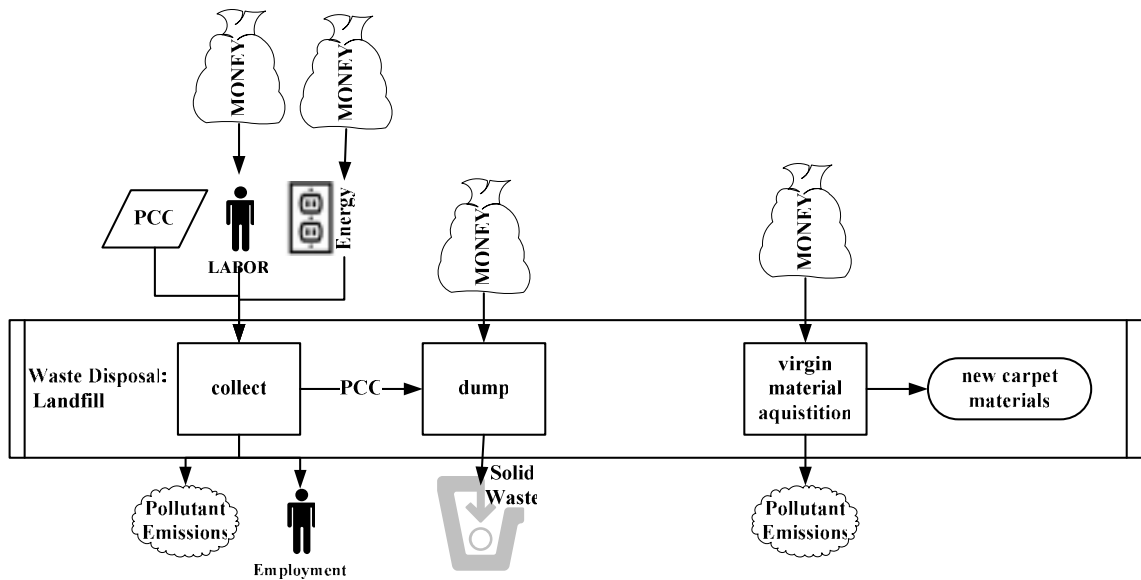 MONEY
MONEY
MONEY
MONEY
PCC
LABOR
Energy
Waste Disposal:
Landfill
collect
PCC
dump
virgin
material
aquistition
new carpet
materials
Pollutant
Emissions
Employment
Solid
Waste
Pollutant
Emissions